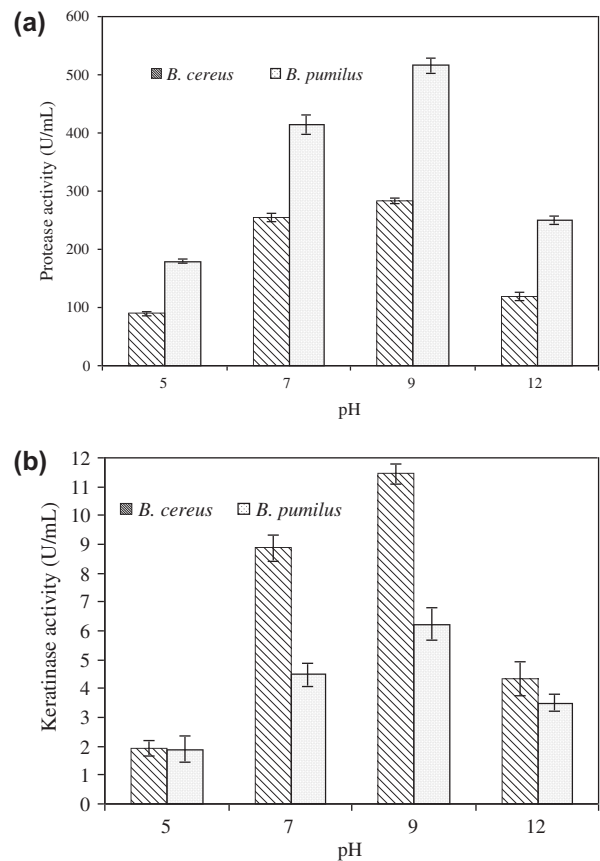 (a)
600
500
400
300
200
100
0
Protease activity (U/mL)
B. cereus B. pumilus
5 7 9 12
pH
(b)
12
11
10
9
8
7
6
5
4
3
2
1
0
Keratinase activity (U/mL)
B. cereus B. pumilus
5 7 9 12
pH